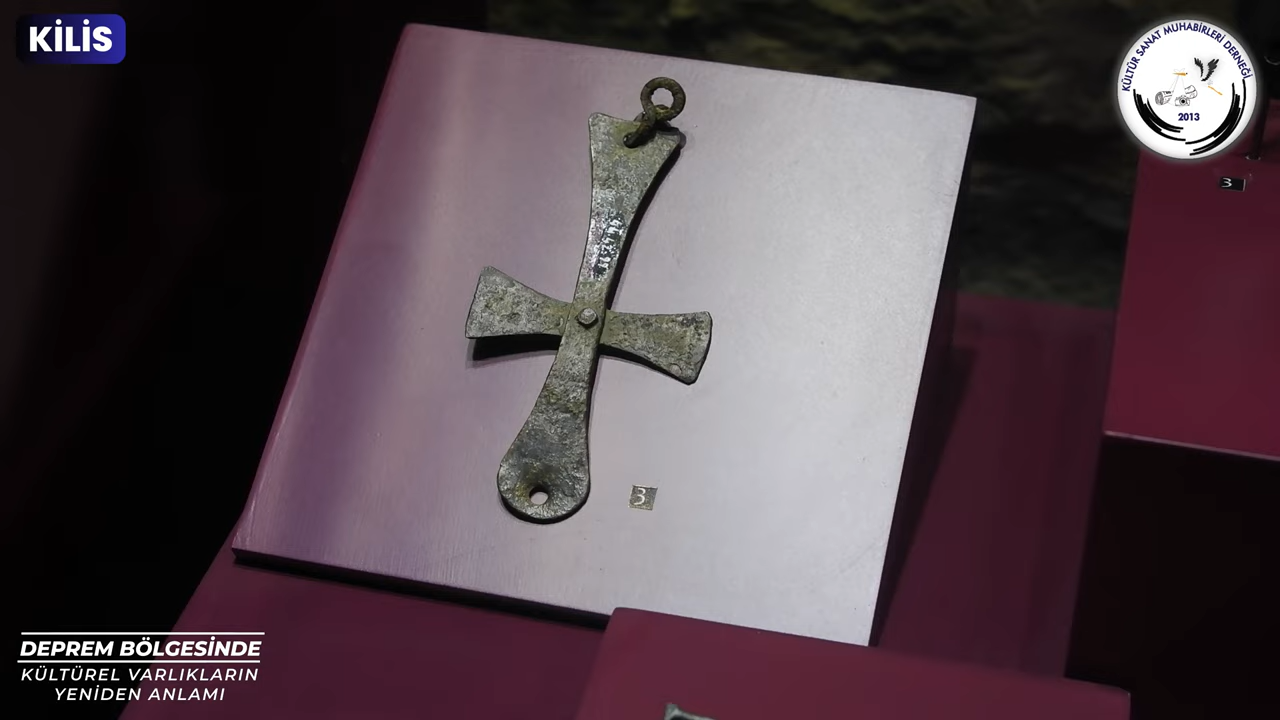 KİLİS
KÜLTÜR SANAT MUHABİRLERİ DERNEĞİ
2013
3
3
DEPREM BÖLGESİNDE
KÜLTÜREL VARLIKLARIN
YENİDEN ANLAMI